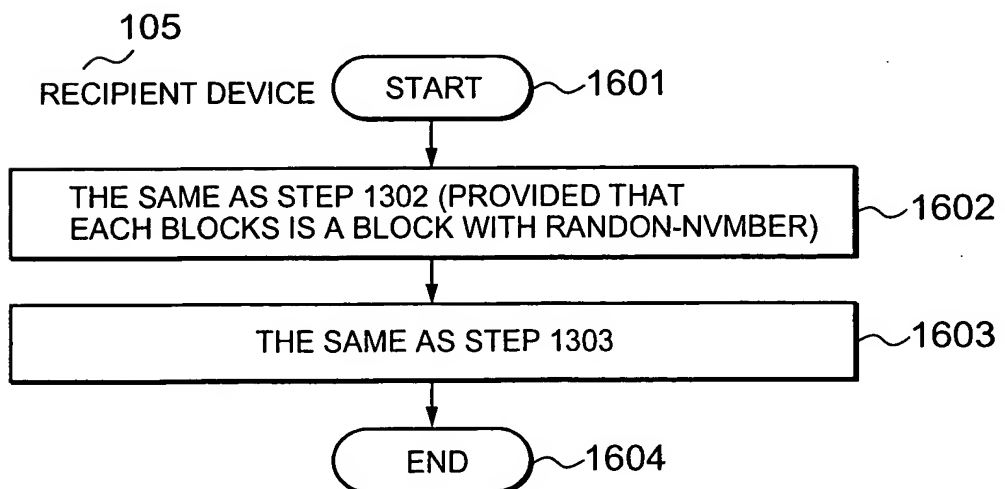 105
RECIPIENT DEVICE
START
1601
THE SAME AS STEP 1302 (PROVIDED THAT
EACH BLOCKS IS A BLOCK WITH RANDON-NVMBER)
1602
THE SAME AS STEP 1303
1603
END
1604